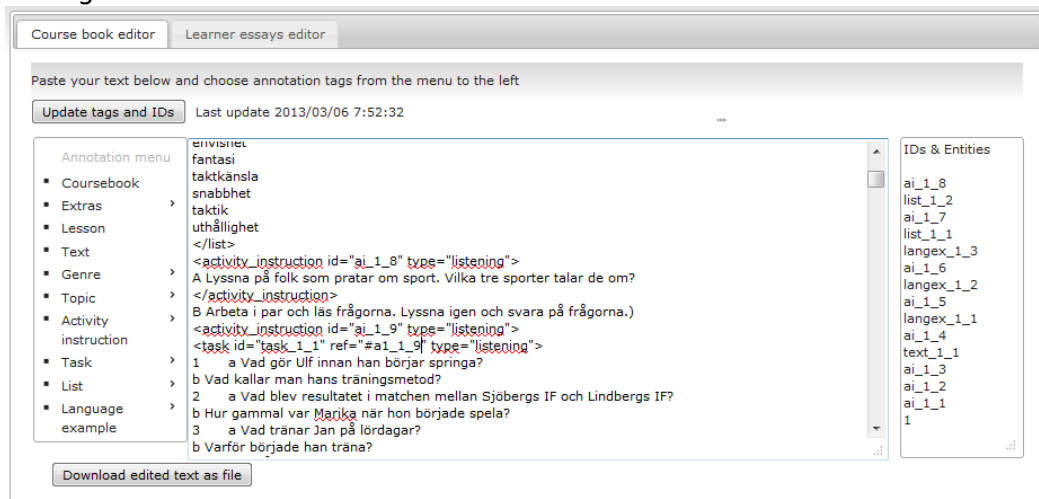 Course book editor
Learner essays editor
Paste your text below and choose annotation tags from the menu to the left
Update tags and IDs
Last update 2013/03/06 7:52:32
Annotation menu
Coursebook
Extras
Lesson
Text
Genre
Topic
Activity
instruction
Task
List
Language
example
envishet
fantasi
taktkänsla
snabbhet
taktik
uthållighet
</list>
<activity_instruction id="ai_1_8" type="listening">
A Lyssna på folk som pratar om sport. Vilka tre sporter talar de om?
</activity_instruction>
B Arbeta i par och läs frågorna. Lyssna igen och svara på frågorna.)
<activity_instruction id="ai_1_9" type="listening">
<task id="task_1_1" ref="#a1_1_9" type="listening">
1 a Vad gör Ulf innan han börjar springa?
b Vad kallar man hans träningsmetod?
2 a Vad blev resultatet i matchen mellan Sjöbergs IF och Lindbergs IF?
b Hur gammal var Marika när hon började spela?
3 a Vad tränar Jan på lördagar?
b Varför började han träna?
IDs & Entities
ai_1_8
list_1_2
ai_1_7
list_1_1
langex_1_3
ai_1_6
langex_1_2
ai_1_5
langex_1_1
ai_1_4
text_1_1
ai_1_3
ai_1_2
ai_1_1
1
Download edited text as file